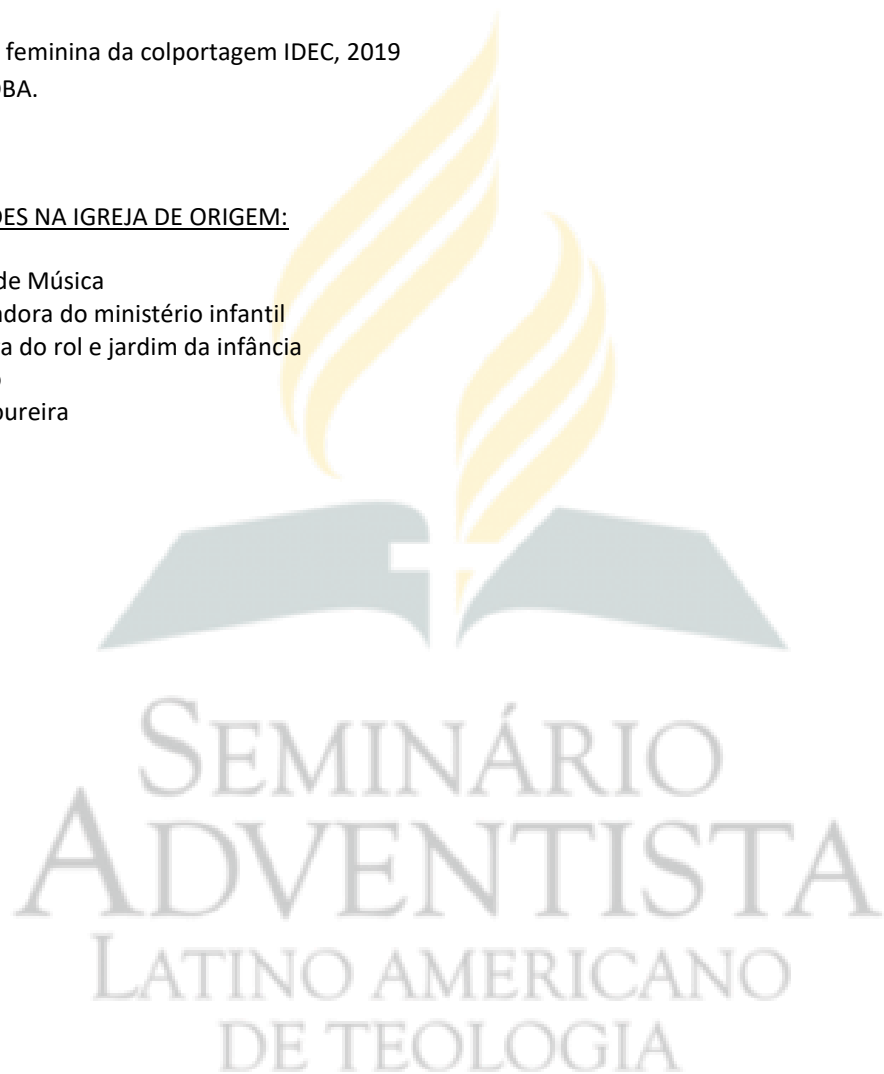 feminina da colportagem IDEC, 2019
OBA.
DES NA IGREJA DE ORIGEM:
de Música
adora do ministério infantil
a do rol e jardim da infância
o
oureira
SEMINÁRIO
ADVENTISTA
LATINO AMERICANO
DE TEOLOGIA